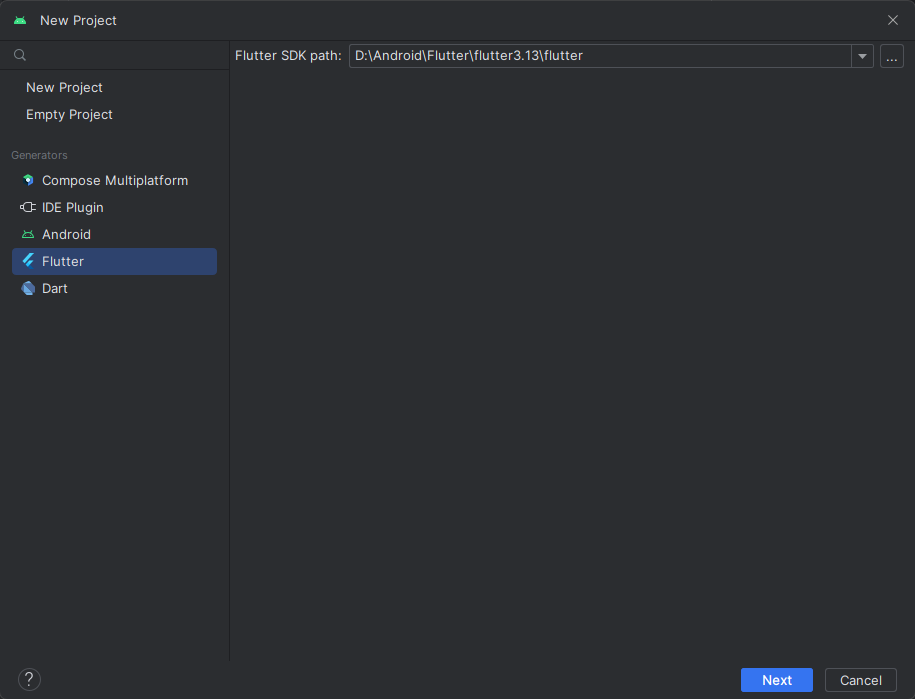 New Project
Flutter SDK path: D:\Android\Flutter\flutter3.13\flutter ...
New Project
Empty Project
Generators
Compose Multiplatform
IDE Plugin
Android
Flutter
Dart
? Next Cancel